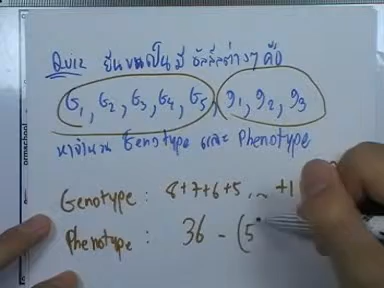 Quiz ยีนบนเป็นมี อัลลีลต่างๆ คือ
G1, G2, G3, G4, G5, g1, g2, g3
หาจำนวน Genotype และ Phenotype
Genotype : 8+7+6+5 ... +1
Phenotype : 36 - (5